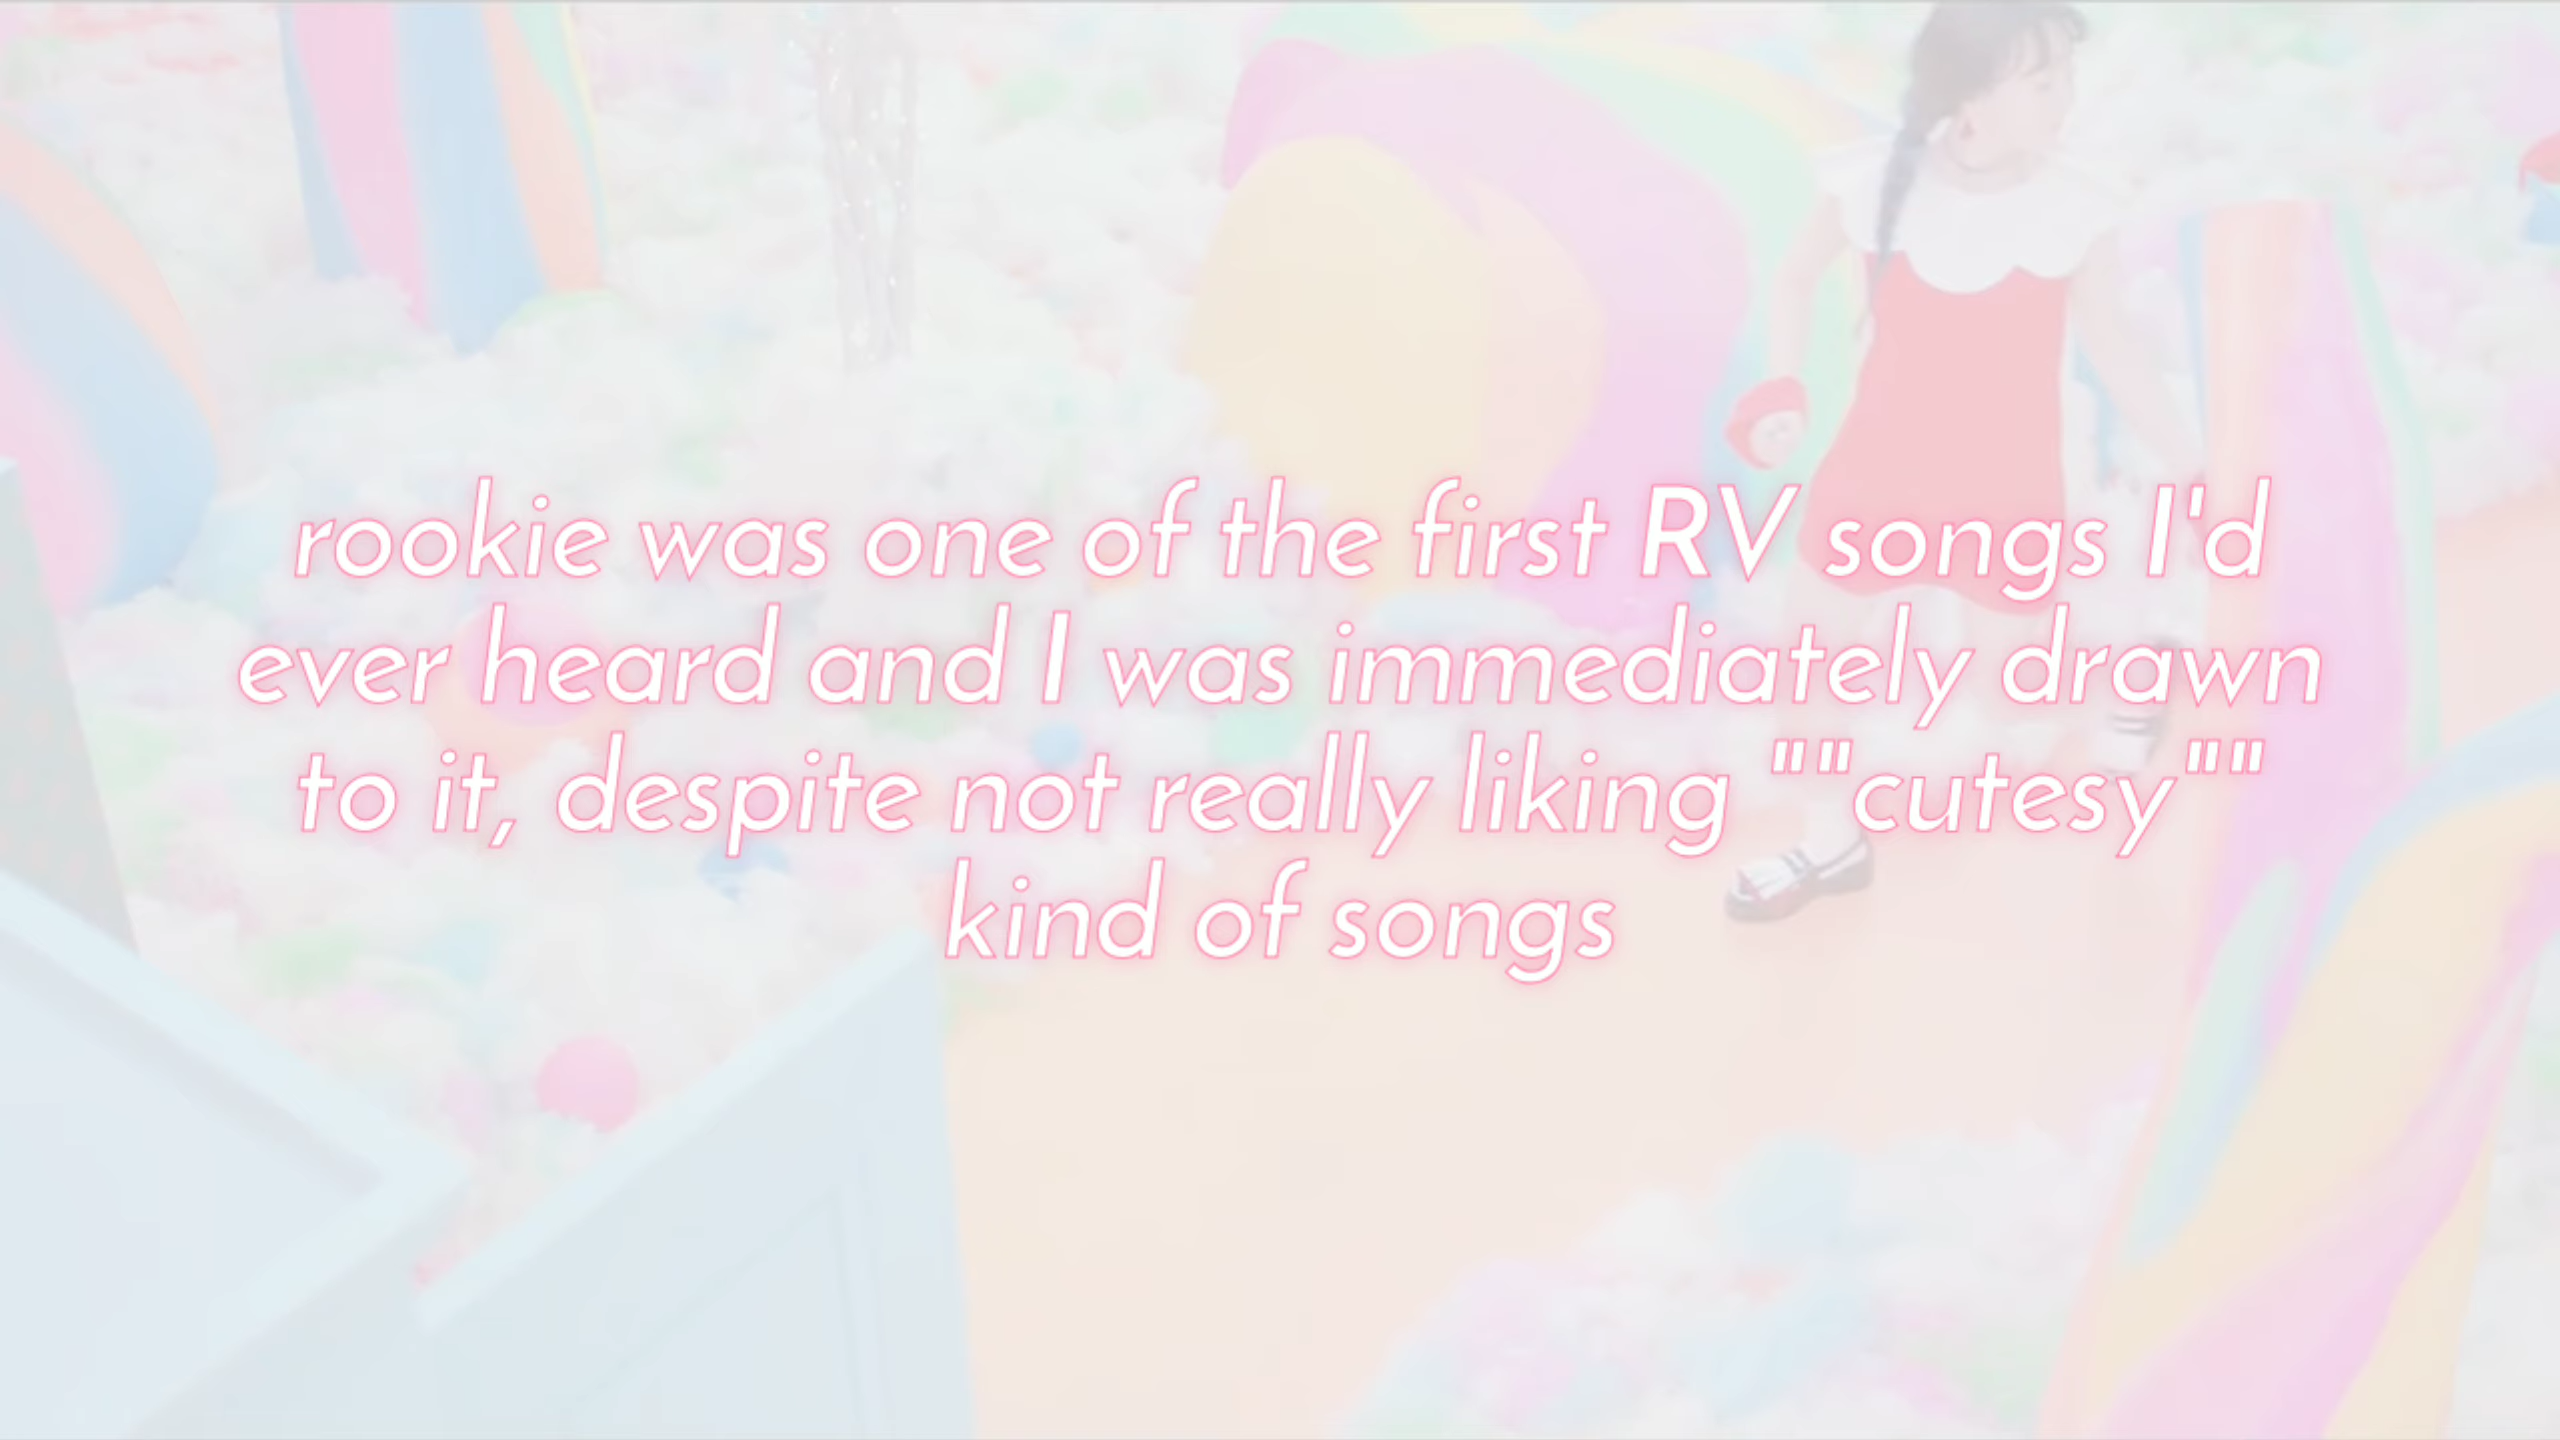 rookie was one of the first RV songs I'd
ever heard and I was immediately drawn
to it, despite not really liking ""cutesy""
kind of songs